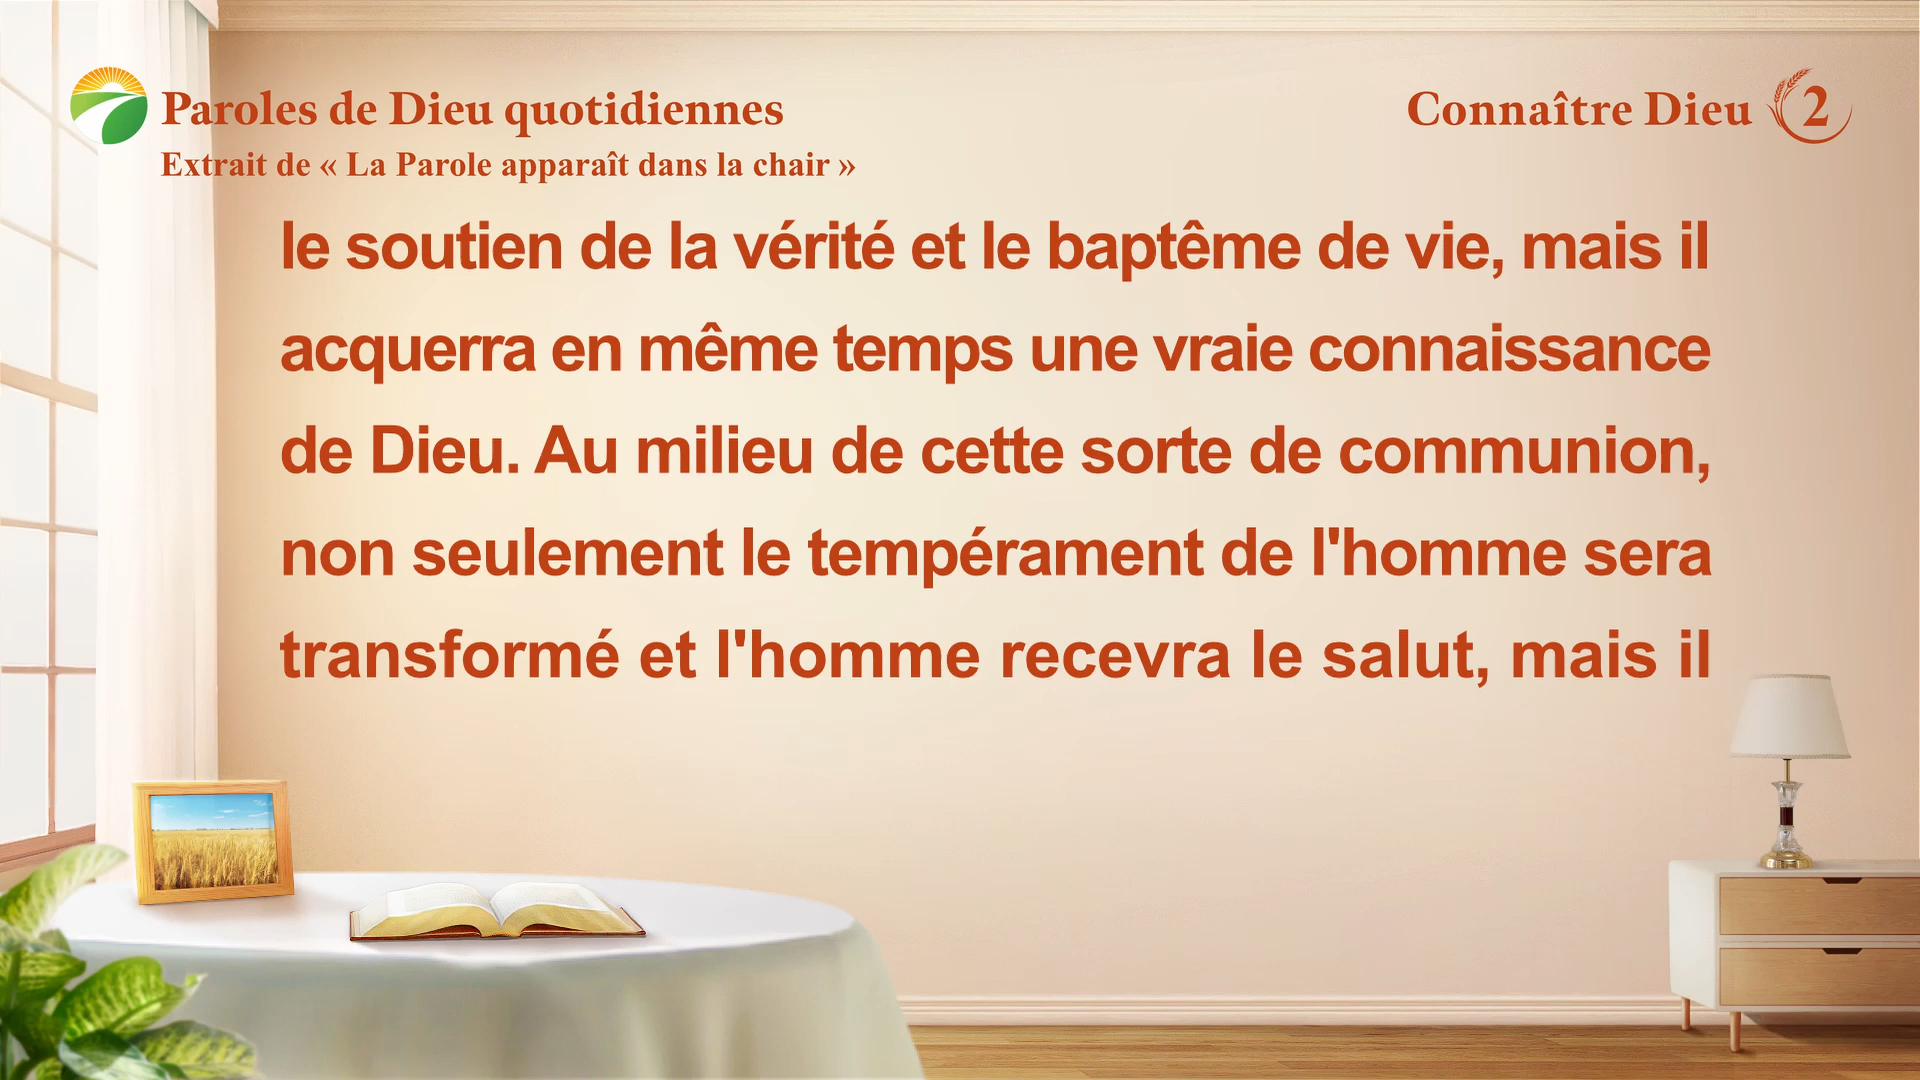 Paroles de Dieu quotidiennes
Connaître Dieu 2
Extrait de « La Parole apparaît dans la chair »
le soutien de la vérité et le baptême de vie, mais il
acquerra en même temps une vraie connaissance
de Dieu. Au milieu de cette sorte de communion,
non seulement le tempérament de l'homme sera
transformé et l'homme recevra le salut, mais il